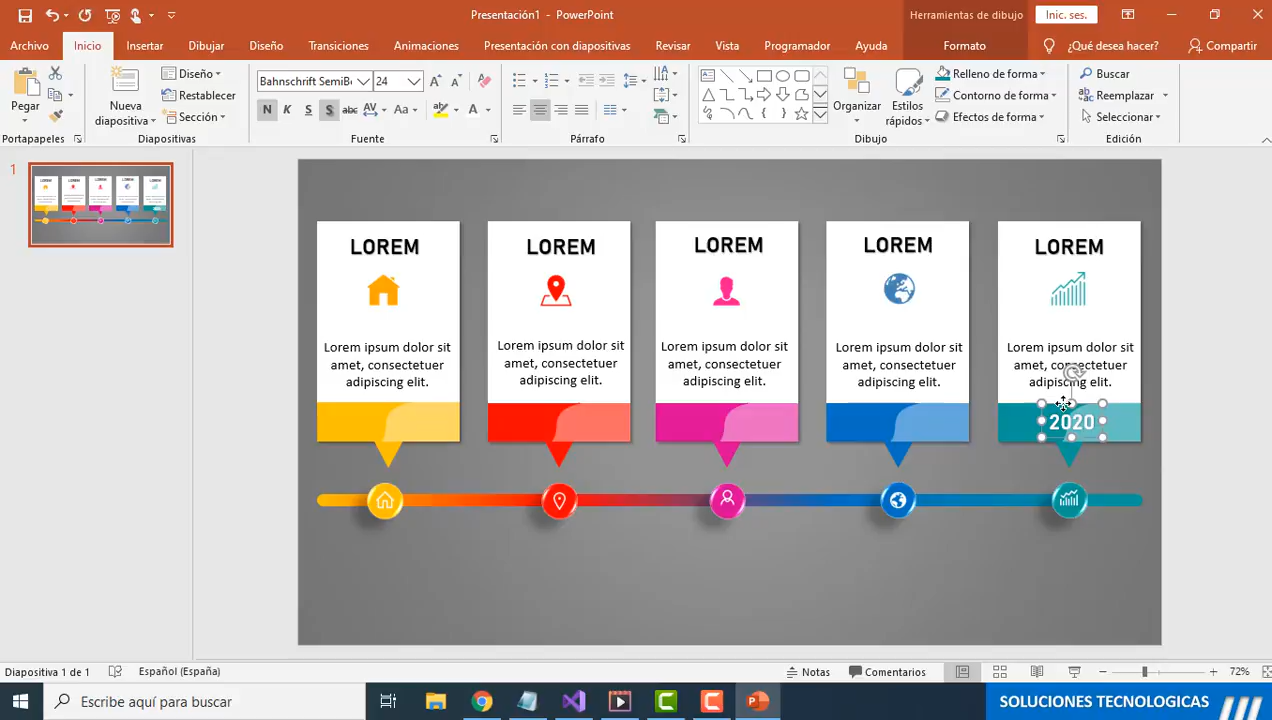 Presentación1 - PowerPoint
Herramientas de dibujo
Inic. ses.
Archivo
Inicio
Insertar
Dibujar
Diseño
Transiciones
Animaciones
Presentación con diapositivas
Revisar
Vista
Programador
Ayuda
Formato
¿Qué desea hacer?
Compartir
Pegar
Nueva
diapositiva
Diseño
Restablecer
Sección
Bahnschrift SemiB
24
N K S S abc AV Aa A
Organizar
Estilos
rápidos
Relleno de forma
Contorno de forma
Efectos de forma
Buscar
Reemplazar
Seleccionar
Portapapeles
Diapositivas
Fuente
Párrafo
Dibujo
Edición
1
LOREM
LOREM
LOREM
LOREM
LOREM
Lorem ipsum dolor sit
amet, consectetuer
adipiscing elit.
Lorem ipsum dolor sit
amet, consectetuer
adipiscing elit.
Lorem ipsum dolor sit
amet, consectetuer
adipiscing elit.
Lorem ipsum dolor sit
amet, consectetuer
adipiscing elit.
Lorem ipsum dolor sit
amet, consectetuer
adipiscing elit.
2020
Diapositiva 1 de 1
Español (España)
Notas
Comentarios
72%
Escribe aquí para buscar
SOLUCIONES TECNOLOGICAS